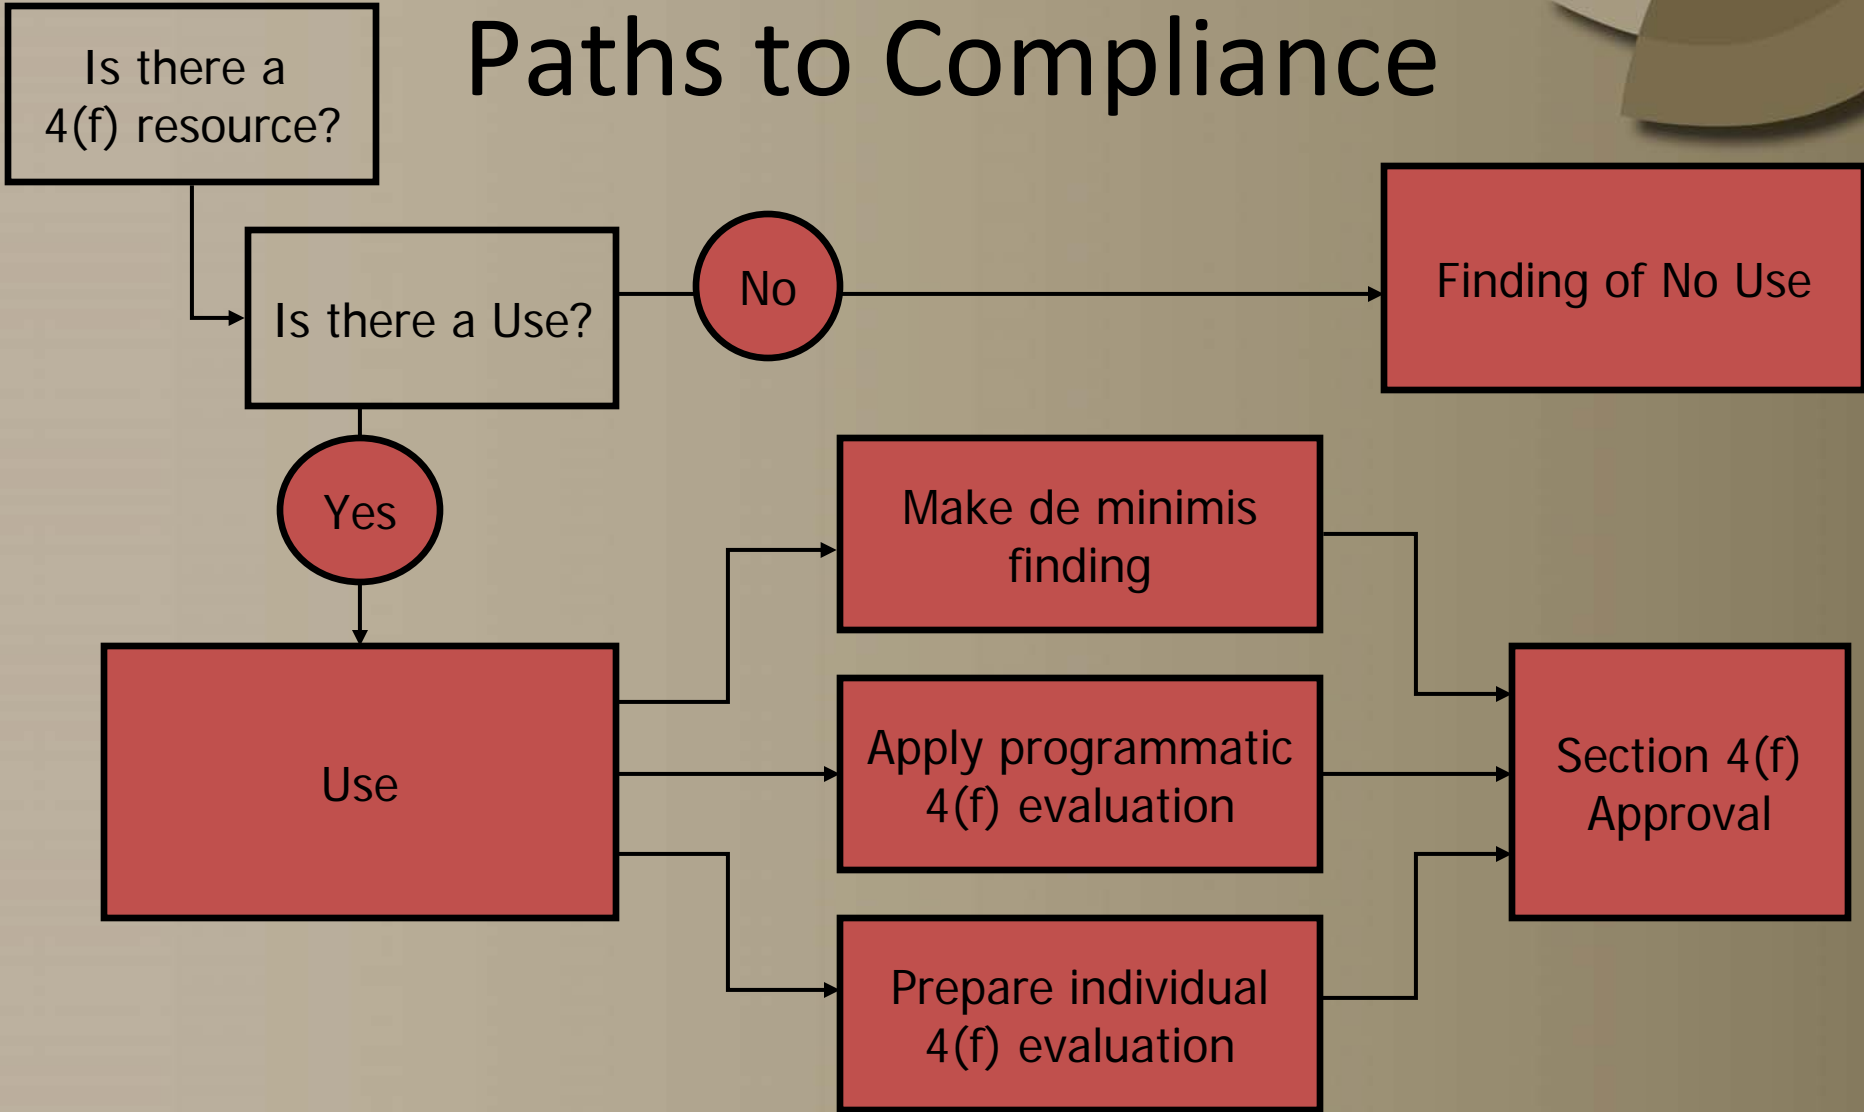 Paths to Compliance
Is there a
4(f) resource?
Is there a Use?
No
Finding of No Use
Yes
Use
Make de minimis
finding
Apply programmatic
4(f) evaluation
Prepare individual
4(f) evaluation
Section 4(f)
Approval